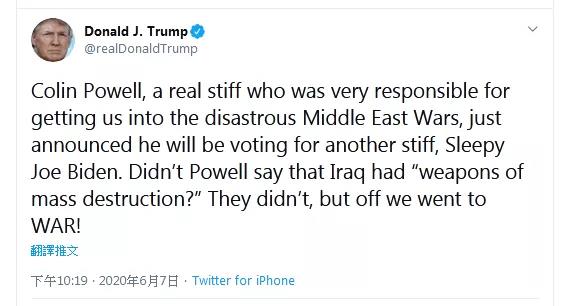 Donald J. Trump
@realDonaldTrump
Colin Powell, a real stiff who was very responsible for
getting us into the disastrous Middle East Wars, just
announced he will be voting for another stiff, Sleepy
Joe Biden. Didn’t Powell say that Iraq had “weapons of
mass destruction?” They didn’t, but off we went to
WAR!
翻譯推文
下午10:19 · 2020年6月7日 · Twitter for iPhone